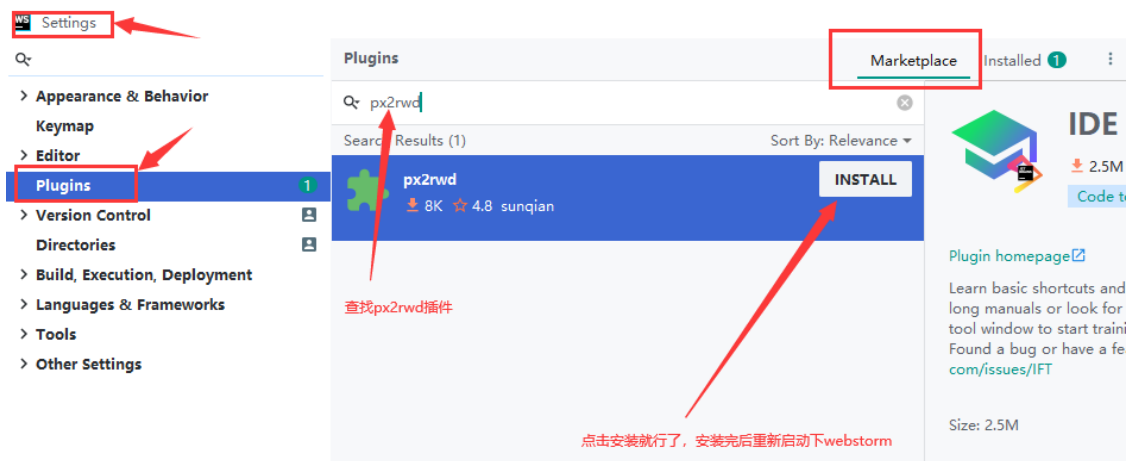 WS Settings
Appearance & Behavior
Keymap
Editor
Plugins 1
Version Control
Directories
Build, Execution, Deployment
Languages & Frameworks
Tools
Other Settings
Plugins
Marketplace
Installed 1
px2rwd
Search Results (1)
Sort By: Relevance
px2rwd
8K 4.8 sunqian
INSTALL
查找px2rwd插件
点击安装就行了，安装完后重新启动下webstorm
IDE
2.5M
Code t
Plugin homepage
Learn basic shortcuts and
long manuals or look for
tool window to start traini
Found a bug or have a fe
com/issues/IFT
Size: 2.5M